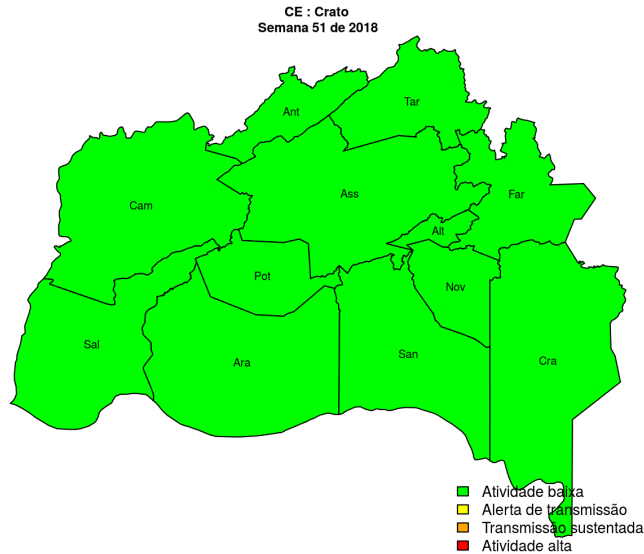 CE : Crato
Semana 51 de 2018
Tar
Ant
Ass
Far
Cam
Alt
Pot
Nov
Sal
San
Ara
Cra
Atividade baixa
Alerta de transmissão
Transmissão sustentada
Atividade alta